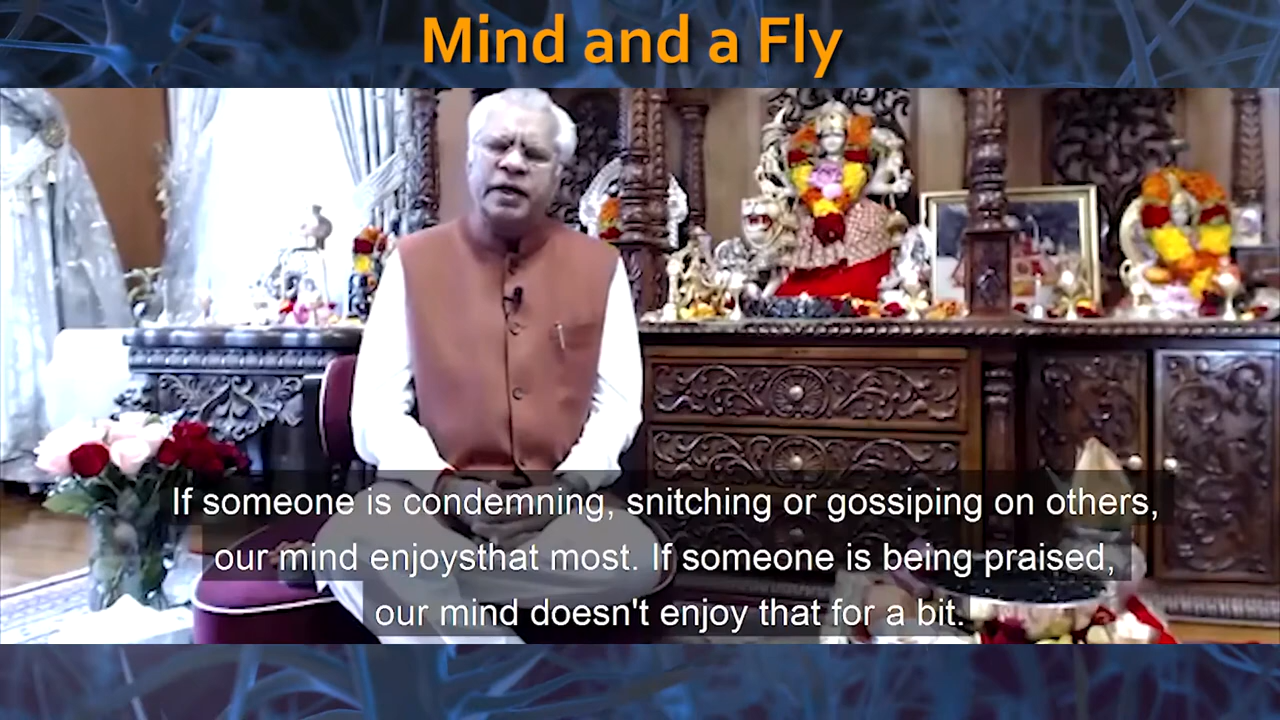 Mind and a Fly
If someone is condemning, snitching or gossiping on others,
our mind enjoysthat most. If someone is being praised,
our mind doesn't enjoy that for a bit.